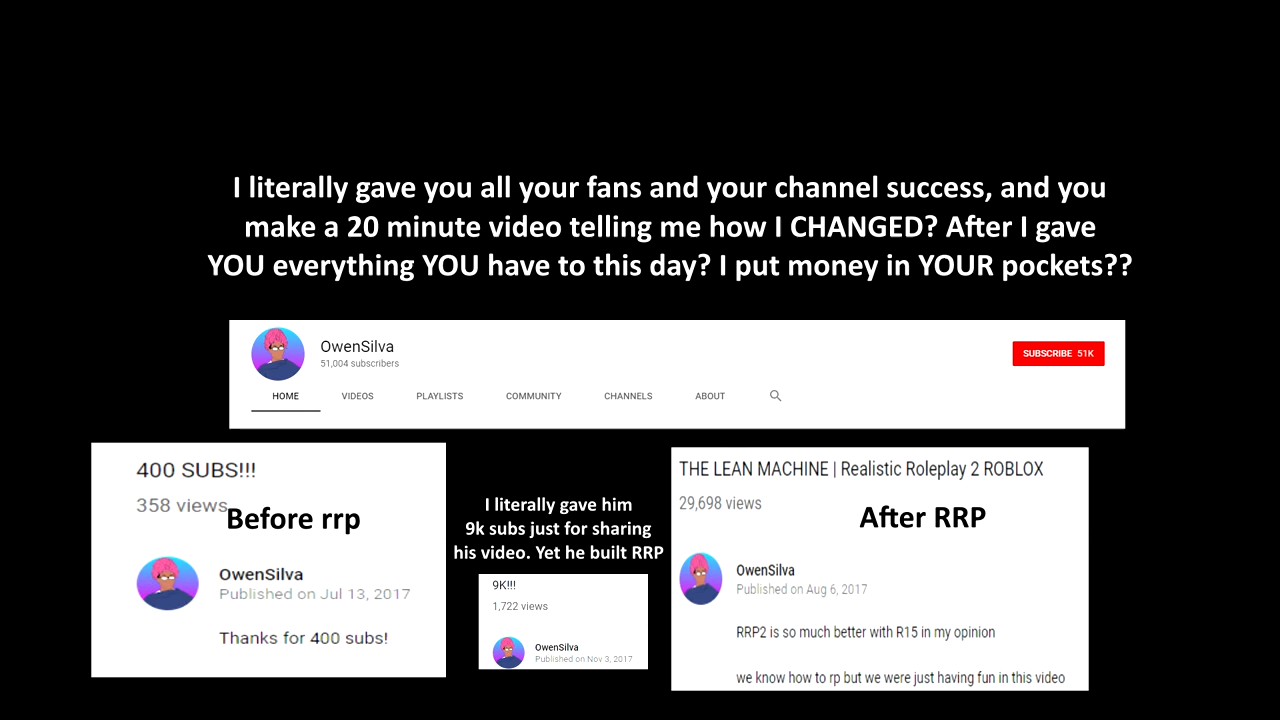 I literally gave you all your fans and your channel success, and you
make a 20 minute video telling me how I CHANGED? After I gave
YOU everything YOU have to this day? I put money in YOUR pockets??
OwenSilva
51,004 subscribers
SUBSCRIBE 51K
HOME VIDEOS PLAYLISTS COMMUNITY CHANNELS ABOUT
400 SUBS!!!
358 views
Before rrp
OwenSilva
Published on Jul 13, 2017
Thanks for 400 subs!
I literally gave him
9k subs just for sharing
his video. Yet he built RRP
9K!!!
1,722 views
OwenSilva
Published on Nov 3, 2017
THE LEAN MACHINE | Realistic Roleplay 2 ROBLOX
29,698 views
After RRP
OwenSilva
Published on Aug 6, 2017
RRP2 is so much better with R15 in my opinion
we know how to rp but we were just having fun in this video